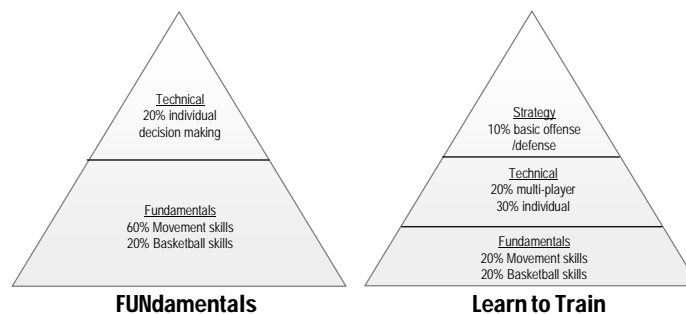 Technical
20% individual
decision making
Fundamentals
60% Movement skills
20% Basketball skills
FUNdamentals
Strategy
10% basic offense
/defense
Technical
20% multi-player
30% individual
Fundamentals
20% Movement skills
20% Basketball skills
Learn to Train